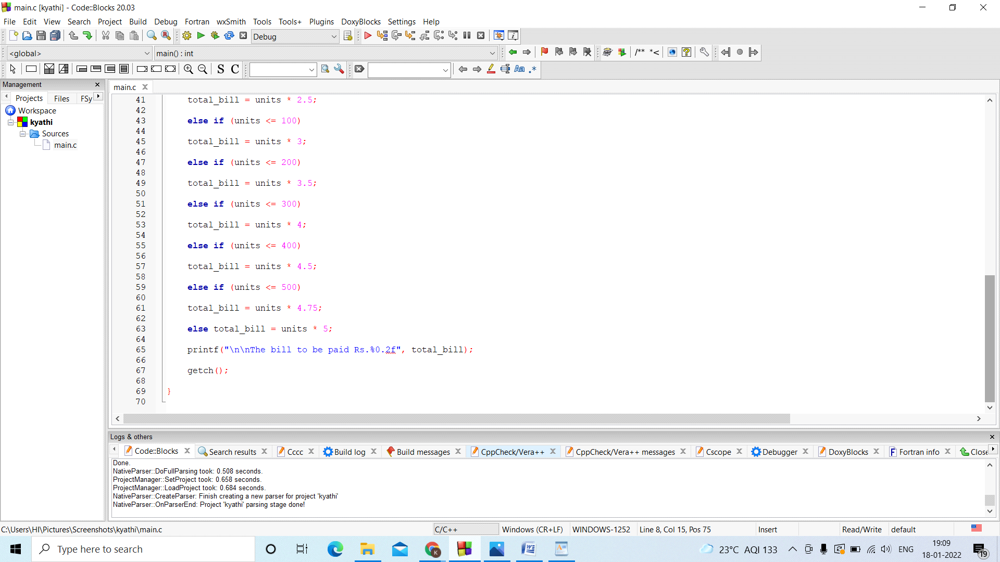 main.c [kyathi] - Code::Blocks 20.03
File Edit View Search Project Build Debug Fortran wxSmith Tools Tools+ Plugins DoxyBlocks Settings Help
Debug
<global> main() : int /** *<
S C Aa .*
Management
main.c
Projects Files FSy
Workspace
kyathi
Sources
main.c
41 total_bill = units * 2.5;
42
43 else if (units <= 100)
44
45 total_bill = units * 3;
46
47 else if (units <= 200)
48
49 total_bill = units * 3.5;
50
51 else if (units <= 300)
52
53 total_bill = units * 4;
54
55 else if (units <= 400)
56
57 total_bill = units * 4.5;
58
59 else if (units <= 500)
60
61 total_bill = units * 4.75;
62
63 else total_bill = units * 5;
64
65 printf("\n\nThe bill to be paid Rs.%0.2f", total_bill);
66
67 getch();
68
69 }
70
Logs & others
Code::Blocks Search results Cccc Build log Build messages CppCheck/Vera++ CppCheck/Vera++ messages Cscope Debugger DoxyBlocks Fortran info Close
Done.
NativeParser::DoFullParsing took: 0.508 seconds.
ProjectManager::SetProject took: 0.658 seconds.
ProjectManager::LoadProject took: 0.684 seconds.
NativeParser::CreateParser: Finish creating a new parser for project 'kyathi'
NativeParser::OnParserEnd: Project 'kyathi' parsing stage done!
C:\Users\HI\Pictures\Screenshots\kyathi\main.c C/C++ Windows (CR+LF) WINDOWS-1252 Line 8, Col 15, Pos 75 Insert Read/Write default
Type here to search
K
23°C AQI 133
ENG
19:09
18-01-2022
19